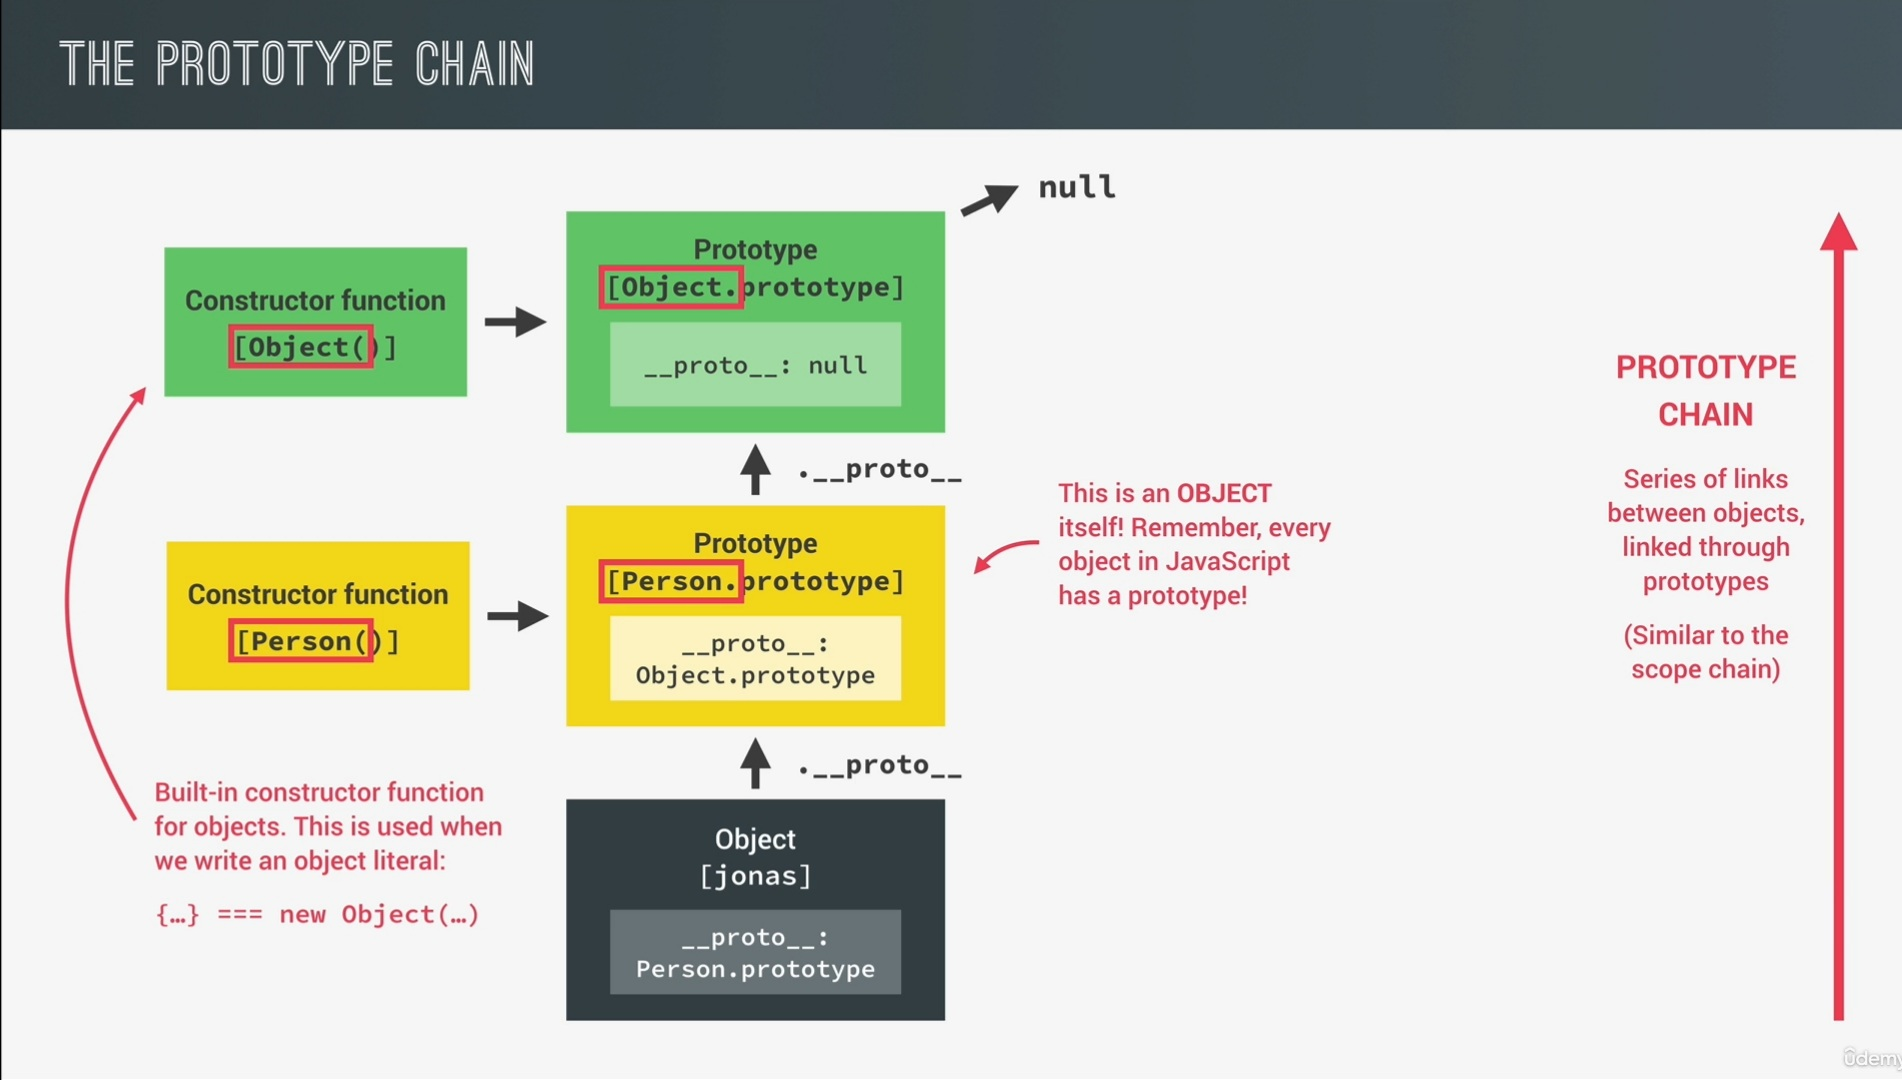 THE PROTOTYPE CHAIN
null
Constructor function
[Object()]
Prototype
[Object.prototype]
__proto__: null
.__proto__
Constructor function
[Person()]
Prototype
[Person.prototype]
__proto__:
Object.prototype
This is an OBJECT
itself! Remember, every
object in JavaScript
has a prototype!
.__proto__
Object
[jonas]
__proto__:
Person.prototype
Built-in constructor function
for objects. This is used when
we write an object literal:
{…} === new Object(…)
PROTOTYPE
CHAIN
Series of links
between objects,
linked through
prototypes
(Similar to the
scope chain)
ûdemy